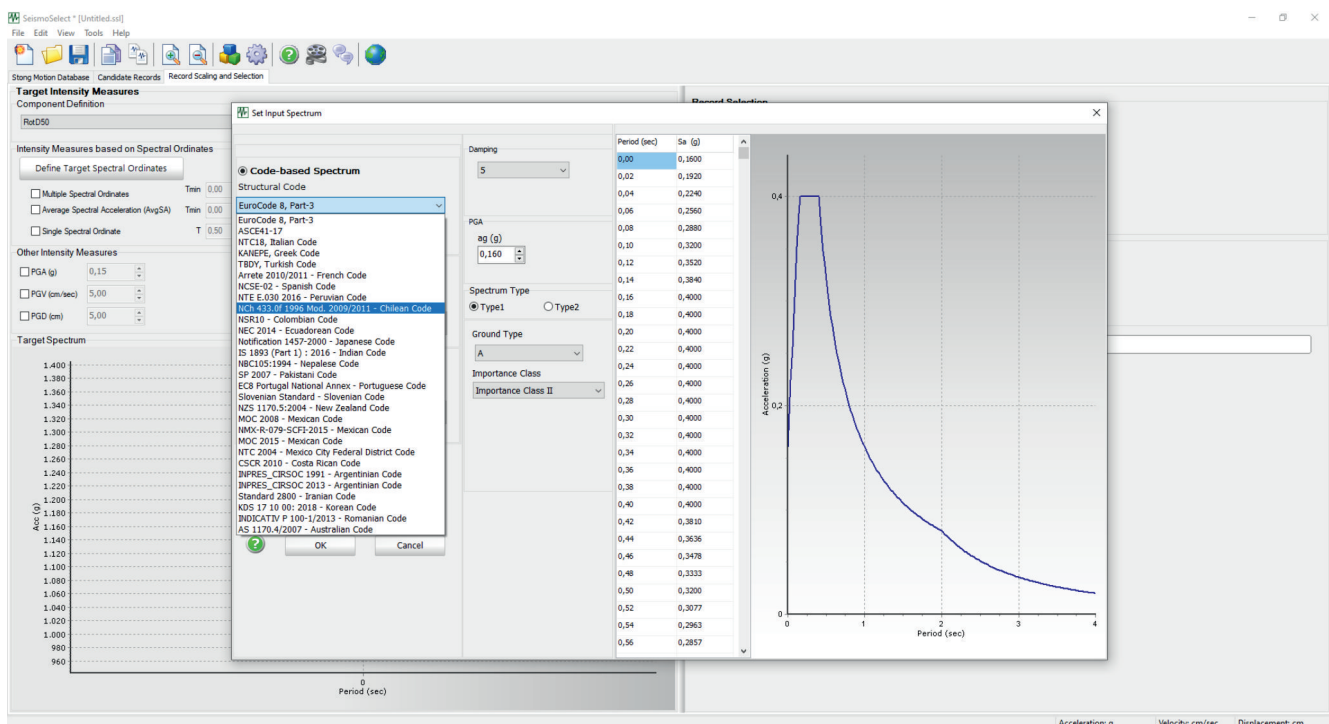 SeismoSelect * [Untitled.ssl]
File Edit View Tools Help
Stong Motion Database Candidate Records Record Scaling and Selection
Target Intensity Measures
Component Definition
RotD50
Intensity Measures based on Spectral Ordinates
Define Target Spectral Ordinates
Multiple Spectral Ordinates Tmin 0,00
Average Spectral Acceleration (AvgSA) Tmin 0,00
Single Spectral Ordinate T 0,50
Other Intensity Measures
PGA (g) 0,15
PGV (cm/sec) 5,00
PGD (cm) 5,00
Target Spectrum
1.400
1.380
1.360
1.340
1.320
1.300
1.280
1.260
1.240
1.220
1.200
1.180
1.160
1.140
1.120
1.100
1.080
1.060
1.040
1.020
1.000
980
960
Acc (g)
0
Period (sec)
Record Selection
Set Input Spectrum
Code-based Spectrum
Structural Code
EuroCode 8, Part-3
EuroCode 8, Part-3
ASCE41-17
NTC18, Italian Code
KANEPE, Greek Code
TBDY, Turkish Code
Arrete 2010/2011 - French Code
NCSE-02 - Spanish Code
NTE E.030 2016 - Peruvian Code
NCh 433.0f 1996 Mod. 2009/2011 - Chilean Code
NSR10 - Colombian Code
NEC 2014 - Ecuadorean Code
Notification 1457-2000 - Japanese Code
IS 1893 (Part 1) : 2016 - Indian Code
NBC105:1994 - Nepalese Code
SP 2007 - Pakistani Code
EC8 Portugal National Annex - Portuguese Code
Slovenian Standard - Slovenian Code
NZS 1170.5:2004 - New Zealand Code
MOC 2008 - Mexican Code
NMX-R-079-SCFI-2015 - Mexican Code
MOC 2015 - Mexican Code
NTC 2004 - Mexico City Federal District Code
CSCR 2010 - Costa Rican Code
INPRES_CIRSOC 1991 - Argentinian Code
INPRES_CIRSOC 2013 - Argentinian Code
Standard 2800 - Iranian Code
KDS 17 10 00: 2018 - Korean Code
INDICATIV P 100-1/2013 - Romanian Code
AS 1170.4/2007 - Australian Code
OK Cancel
Damping
5
PGA
ag (g)
0,160
Spectrum Type
Type1 Type2
Ground Type
A
Importance Class
Importance Class II
Period (sec) Sa (g)
0,00 0,1600
0,02 0,1920
0,04 0,2240
0,06 0,2560
0,08 0,2880
0,10 0,3200
0,12 0,3520
0,14 0,3840
0,16 0,4000
0,18 0,4000
0,20 0,4000
0,22 0,4000
0,24 0,4000
0,26 0,4000
0,28 0,4000
0,30 0,4000
0,32 0,4000
0,34 0,4000
0,36 0,4000
0,38 0,4000
0,40 0,4000
0,42 0,3810
0,44 0,3636
0,46 0,3478
0,48 0,3333
0,50 0,3200
0,52 0,3077
0,54 0,2963
0,56 0,2857
0,4
0,2
0
Acceleration (g)
0 1 2 3 4
Period (sec)
Acceleration: g Velocity: cm/sec Displacement: cm